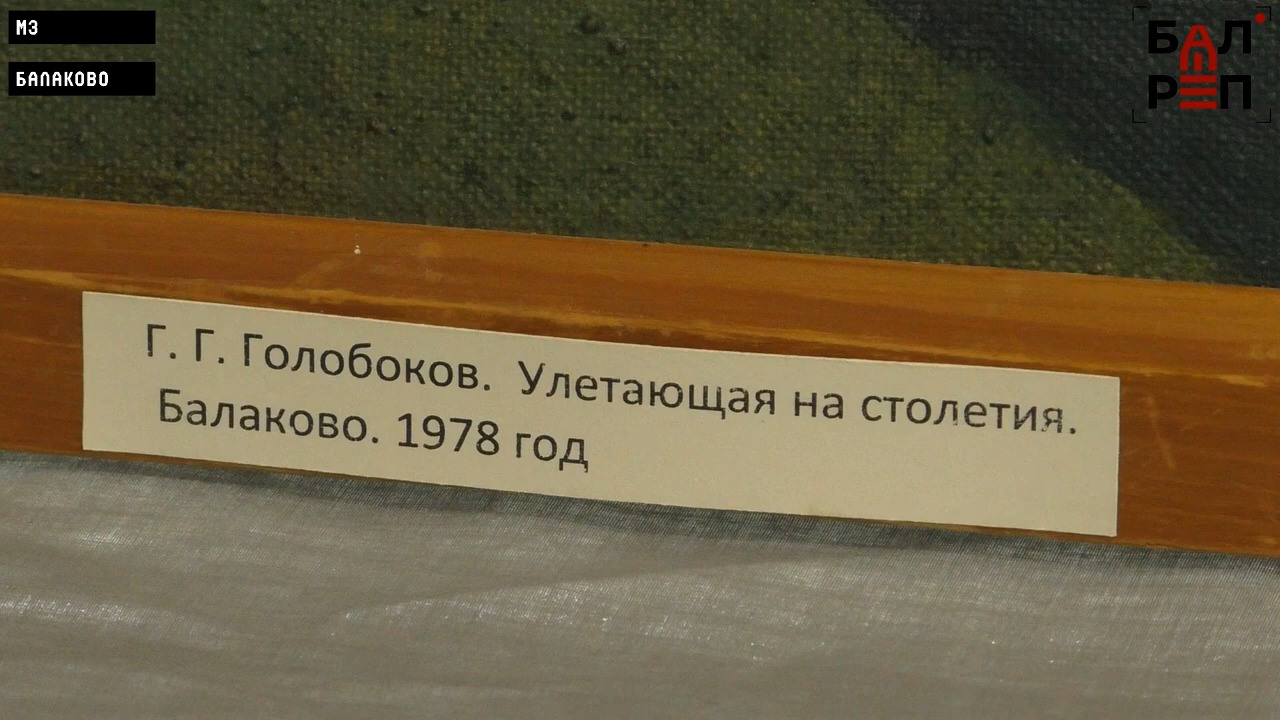 МЗ
БАЛАКОВО
БАЛ
РЕП
Г. Г. Голобоков. Улетающая на столетия.
Балаково. 1978 год